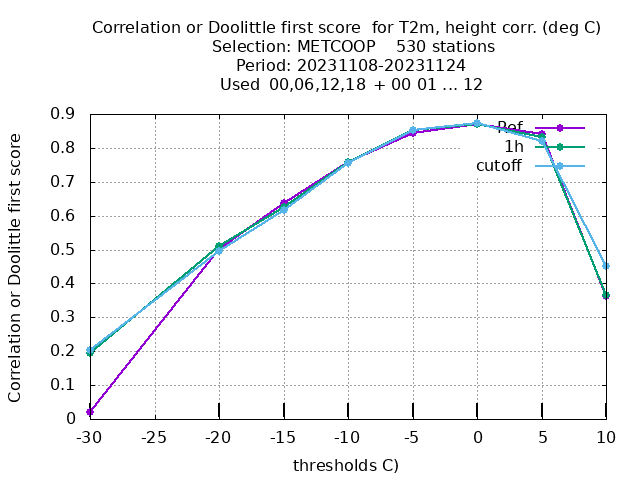 Correlation or Doolittle first score for T2m, height corr. (deg C)
Selection: METCOOP 530 stations
Period: 20231108-20231124
Used 00,06,12,18 + 00 01 ... 12
Correlation or Doolittle first score
0.9
0.8
0.7
0.6
0.5
0.4
0.3
0.2
0.1
0
Ref
1h
cutoff
-30 -25 -20 -15 -10 -5 0 5 10
thresholds C)